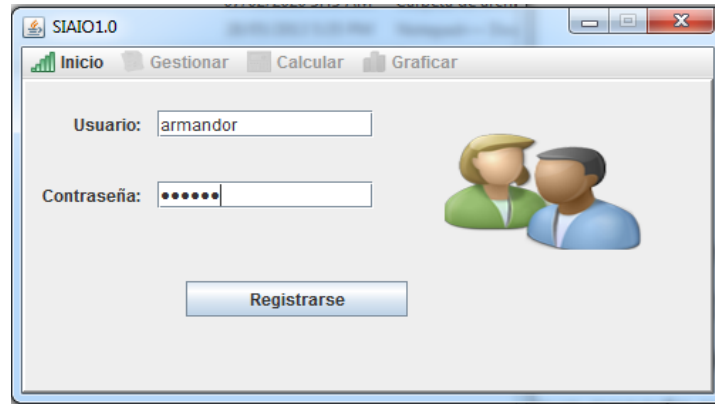 SIAIO1.0
Inicio Gestionar Calcular Graficar
Usuario: armandor
Contraseña: ••••••
Registrarse